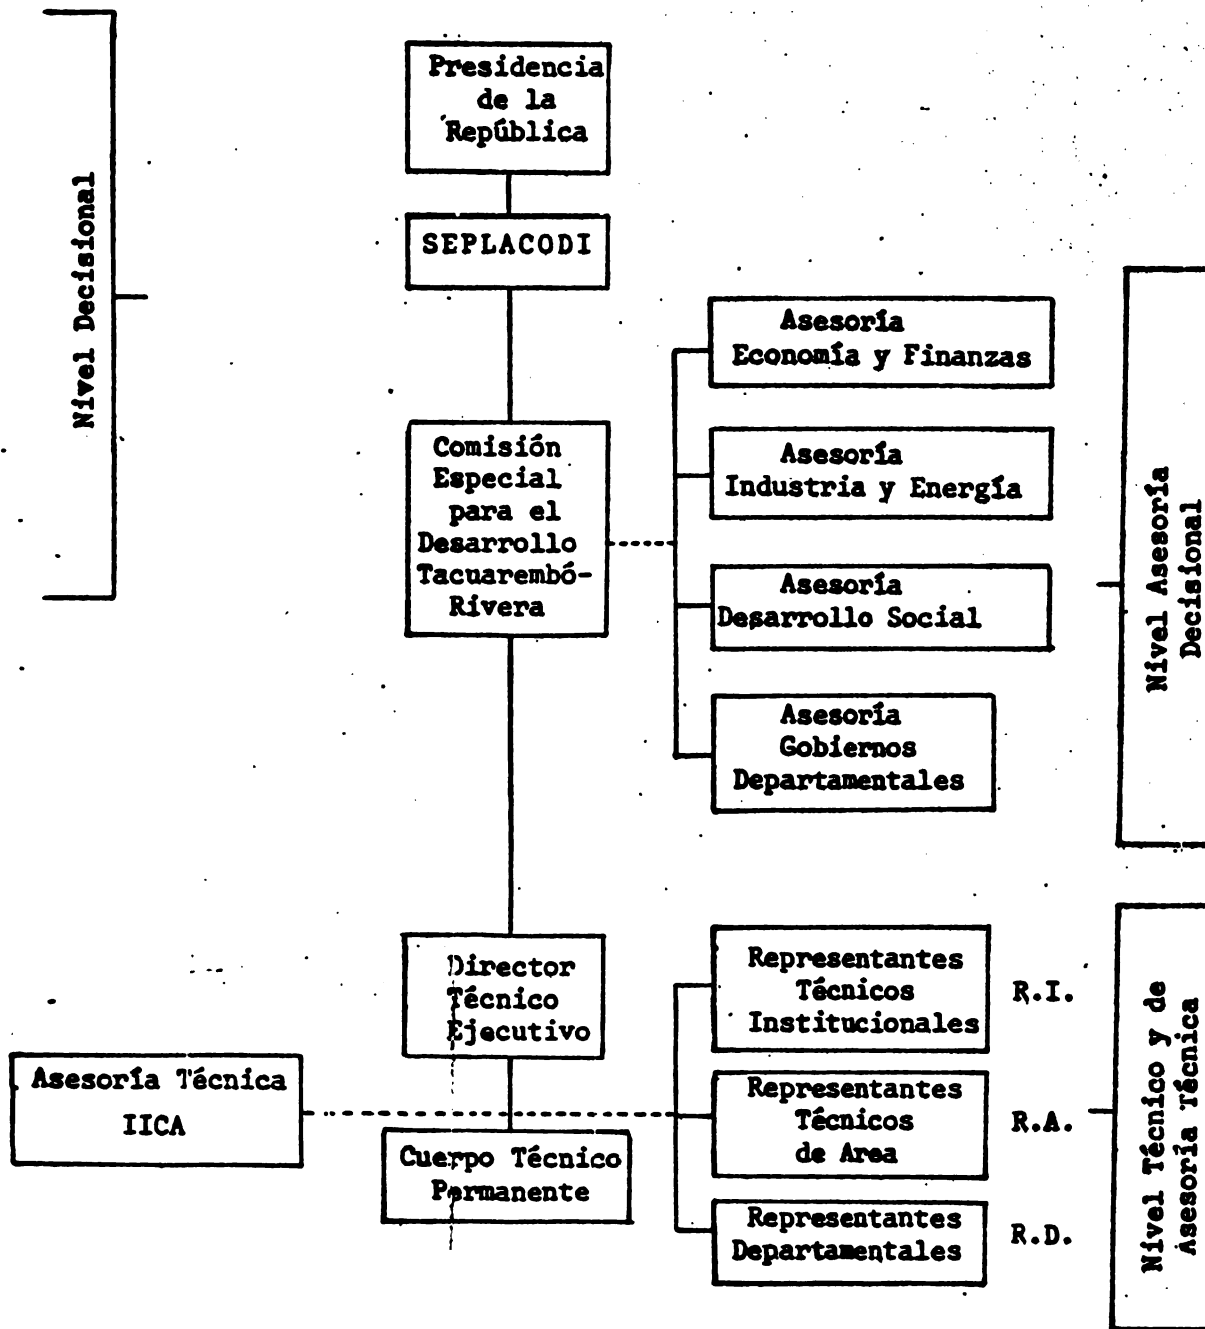 Nivel Decisional
Presidencia
de la
República
SEPLACODI
Comisión
Especial
para el
Desarrollo
Tacuarembó-
Rivera
Asesoría
Economía y Finanzas
Asesoría
Industria y Energía
Asesoría
Desarrollo Social
Asesoría
Gobiernos
Departamentales
Nivel Asesoría
Decisional
Director
Técnico
Ejecutivo
Asesoría Técnica
IICA
Cuerpo Técnico
Permanente
Representantes
Técnicos
Institucionales
R.I.
Representantes
Técnicos
de Area
R.A.
Representantes
Departamentales
R.D.
Nivel Técnico y de
Asesoría Técnica